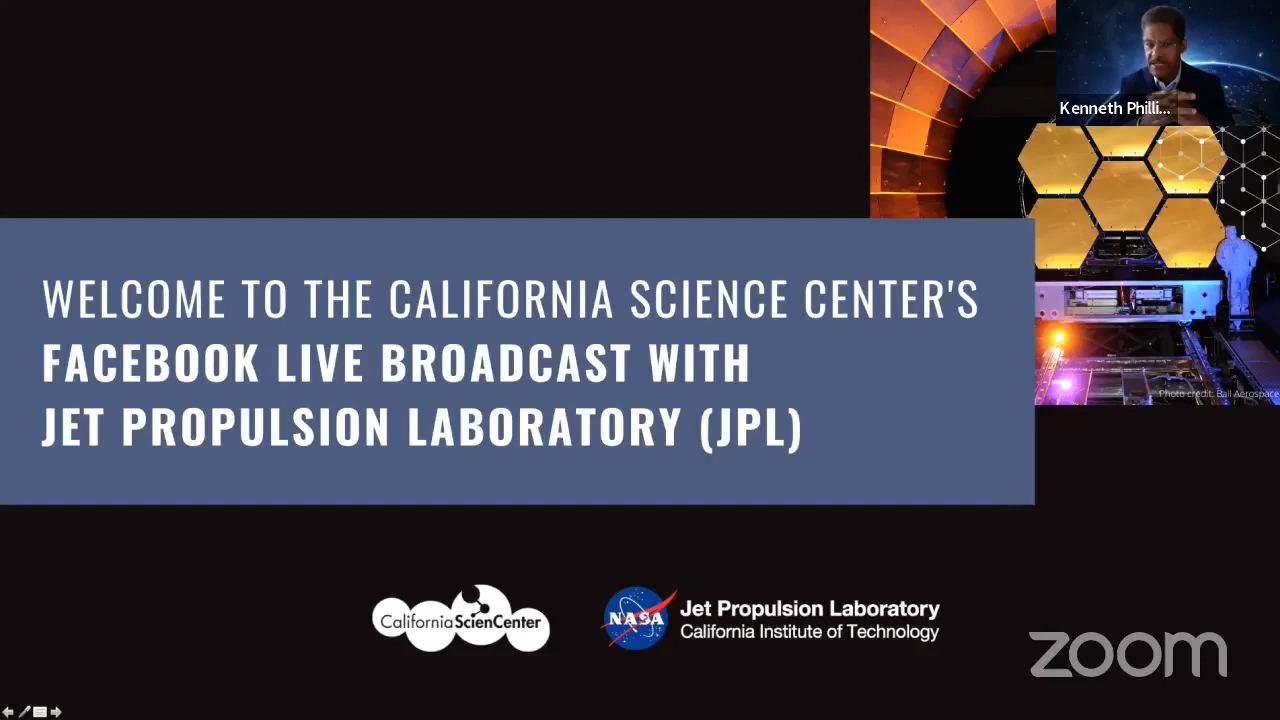 Kenneth Philli...
WELCOME TO THE CALIFORNIA SCIENCE CENTER'S
FACEBOOK LIVE BROADCAST WITH
JET PROPULSION LABORATORY (JPL)
Photo credit: Ball Aerospace
California ScienCenter
NASA
Jet Propulsion Laboratory
California Institute of Technology
zoom